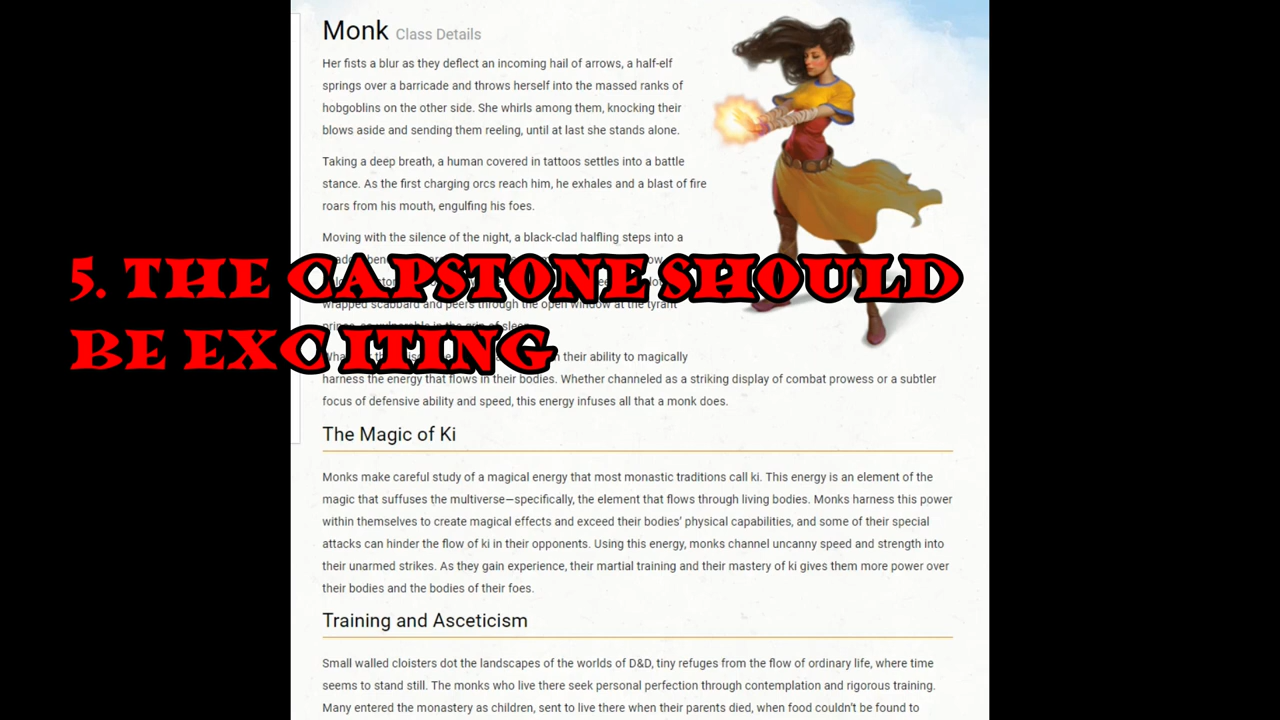 Monk Class Details
Her fists a blur as they deflect an incoming hail of arrows, a half-elf
springs over a barricade and throws herself into the massed ranks of
hobgoblins on the other side. She whirls among them, knocking their
blows aside and sending them reeling, until at last she stands alone.
Taking a deep breath, a human covered in tattoos settles into a battle
stance. As the first charging orcs reach him, he exhales and a blast of fire
roars from his mouth, engulfing his foes.
Moving with the silence of the night, a black-clad halfling steps into a
5. THE CAPSTONE SHOULD
BE EXCITING
wrapped scabbard and peers through the open window at the tyrant
their ability to magically
harness the energy that flows in their bodies. Whether channeled as a striking display of combat prowess or a subtler
focus of defensive ability and speed, this energy infuses all that a monk does.
The Magic of Ki
Monks make careful study of a magical energy that most monastic traditions call ki. This energy is an element of the
magic that suffuses the multiverse—specifically, the element that flows through living bodies. Monks harness this power
within themselves to create magical effects and exceed their bodies' physical capabilities, and some of their special
attacks can hinder the flow of ki in their opponents. Using this energy, monks channel uncanny speed and strength into
their unarmed strikes. As they gain experience, their martial training and their mastery of ki gives them more power over
their bodies and the bodies of their foes.
Training and Asceticism
Small walled cloisters dot the landscapes of the worlds of D&D, tiny refuges from the flow of ordinary life, where time
seems to stand still. The monks who live there seek personal perfection through contemplation and rigorous training.
Many entered the monastery as children, sent to live there when their parents died, when food couldn't be found to